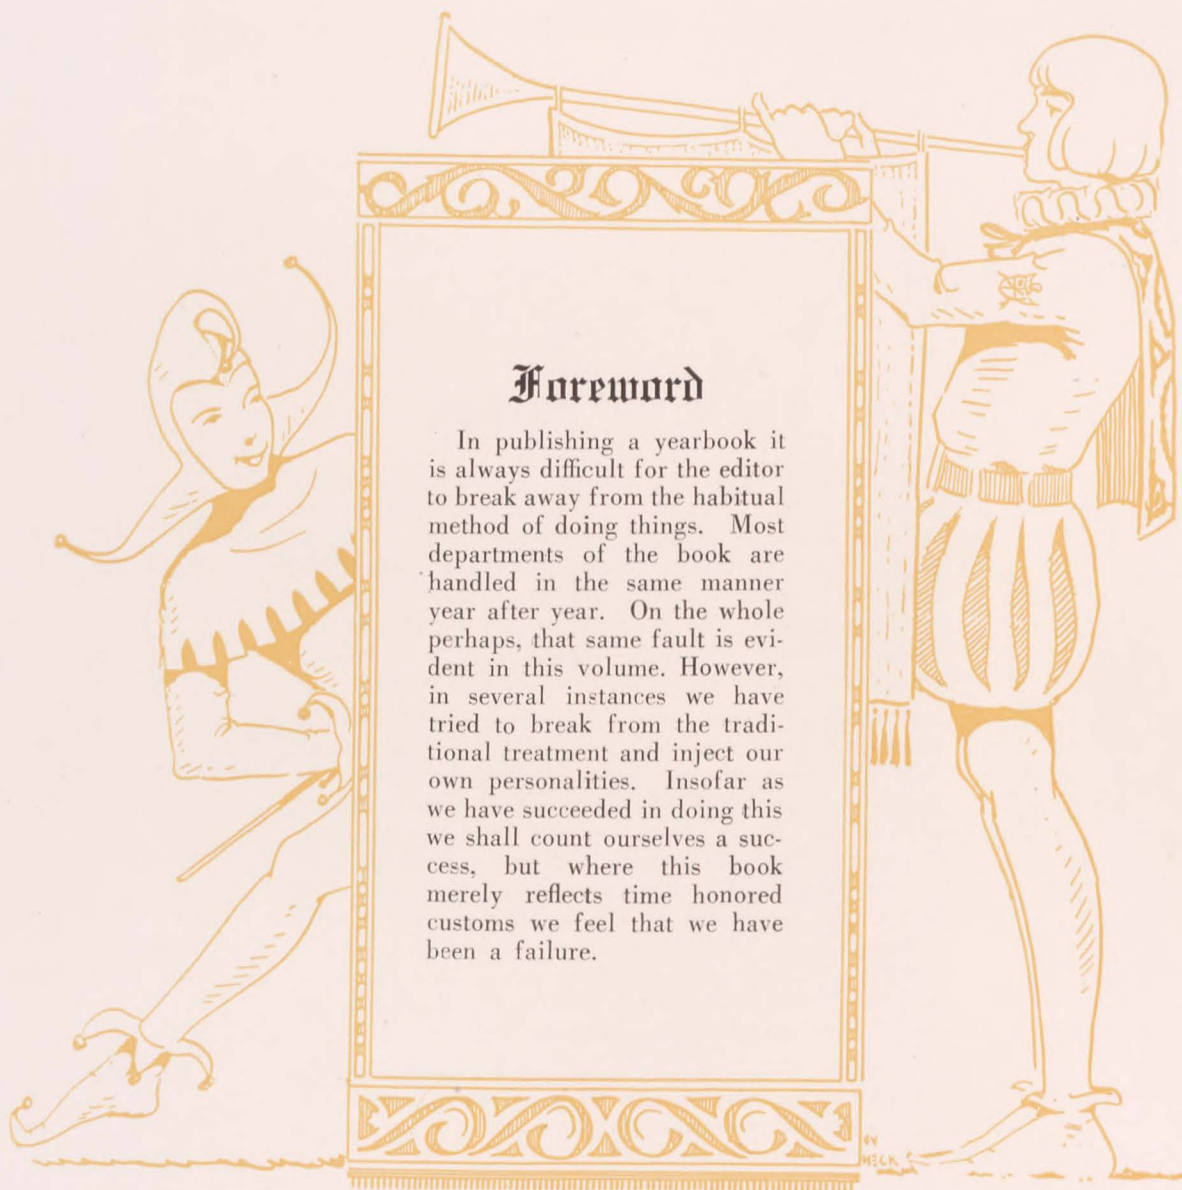 Foreword
In publishing a yearbook it
is always difficult for the editor
to break away from the habitual
method of doing things. Most
departments of the book are
handled in the same manner
year after year. On the whole
perhaps, that same fault is evi-
dent in this volume. However,
in several instances we have
tried to break from the tradi-
tional treatment and inject our
own personalities. Insofar as
we have succeeded in doing this
we shall count ourselves a suc-
cess, but where this book
merely reflects time honored
customs we feel that we have
been a failure.
BY
HECK